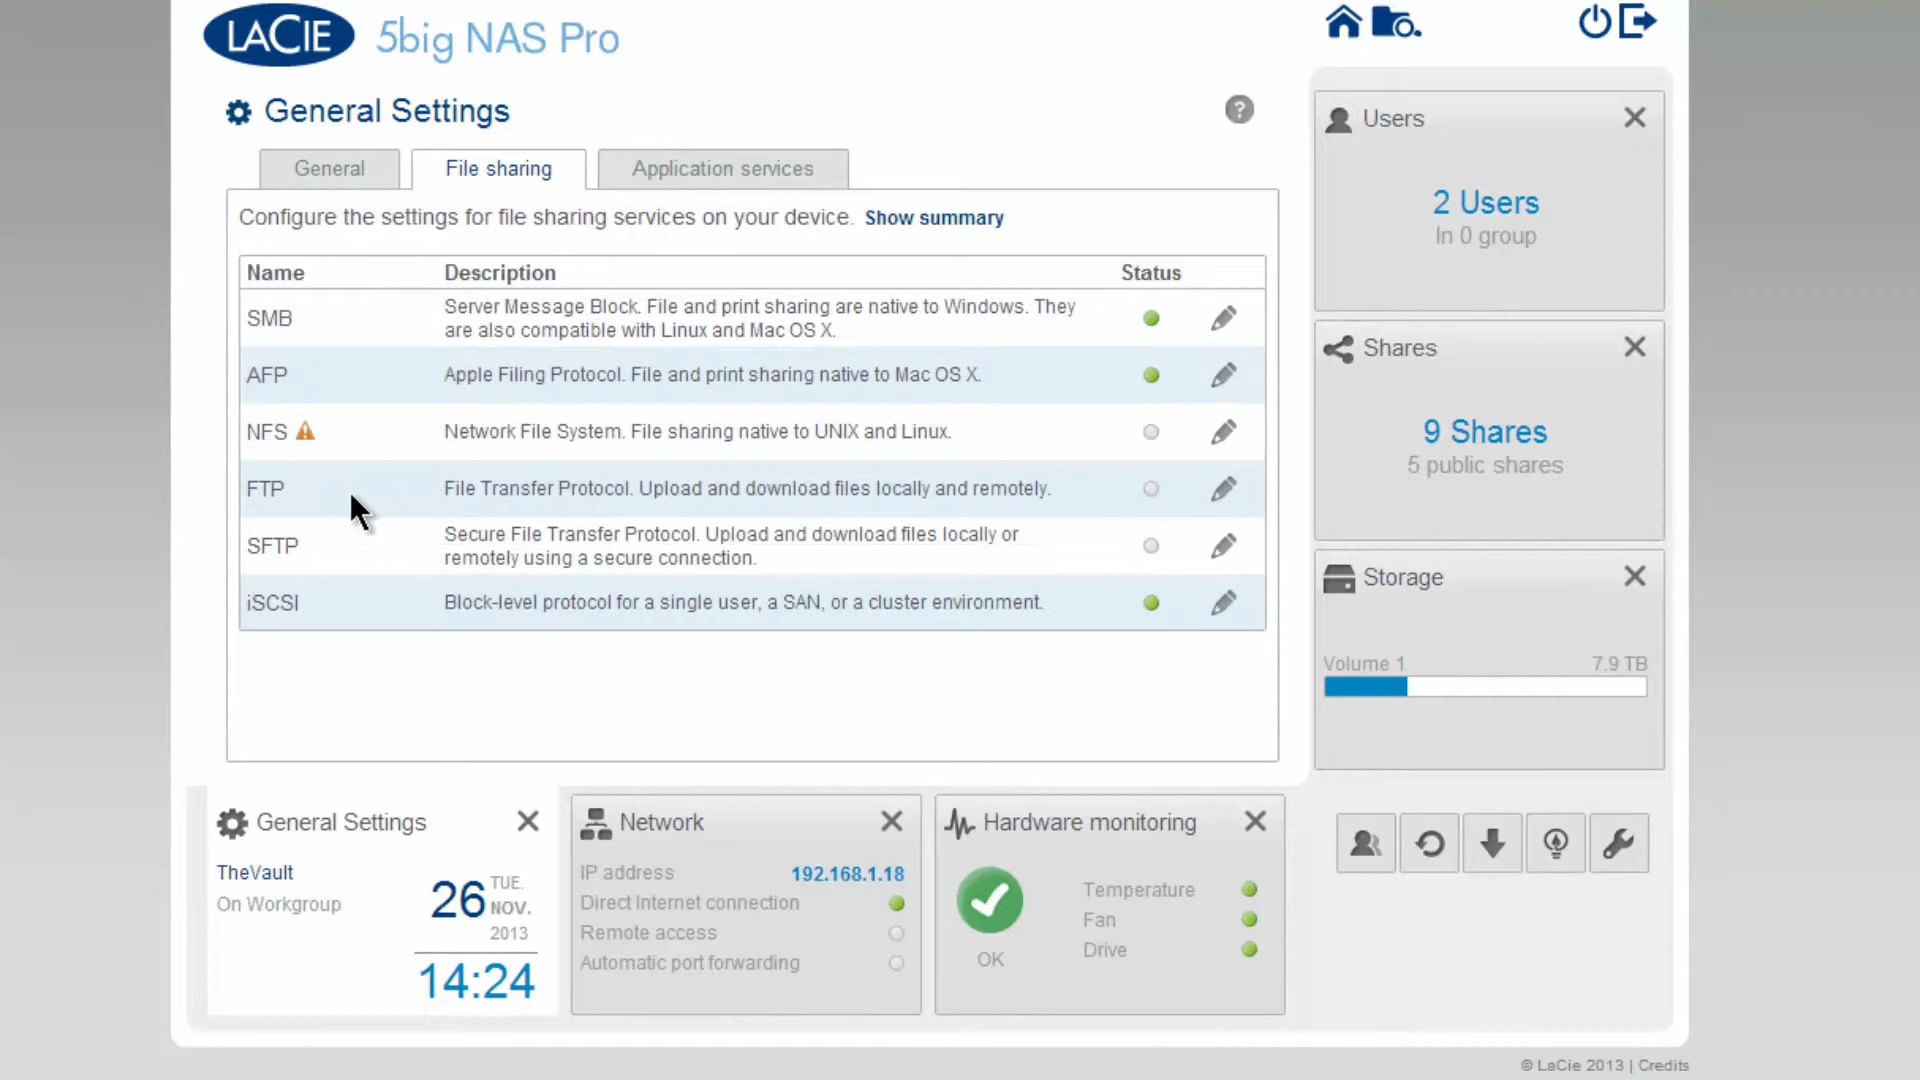 LACIE 5big NAS Pro
General Settings
?
General
File sharing
Application services
Configure the settings for file sharing services on your device. Show summary
Name Description Status
SMB
Server Message Block. File and print sharing are native to Windows. They
are also compatible with Linux and Mac OS X.
AFP
Apple Filing Protocol. File and print sharing native to Mac OS X.
NFS
Network File System. File sharing native to UNIX and Linux.
FTP
File Transfer Protocol. Upload and download files locally and remotely.
SFTP
Secure File Transfer Protocol. Upload and download files locally or
remotely using a secure connection.
iSCSI
Block-level protocol for a single user, a SAN, or a cluster environment.
Users
2 Users
In 0 group
Shares
9 Shares
5 public shares
Storage
Volume 1 7.9 TB
General Settings
TheVault
On Workgroup
26 TUE.
NOV.
2013
14:24
Network
IP address 192.168.1.18
Direct Internet connection
Remote access
Automatic port forwarding
Hardware monitoring
OK
Temperature
Fan
Drive
© LaCie 2013 | Credits